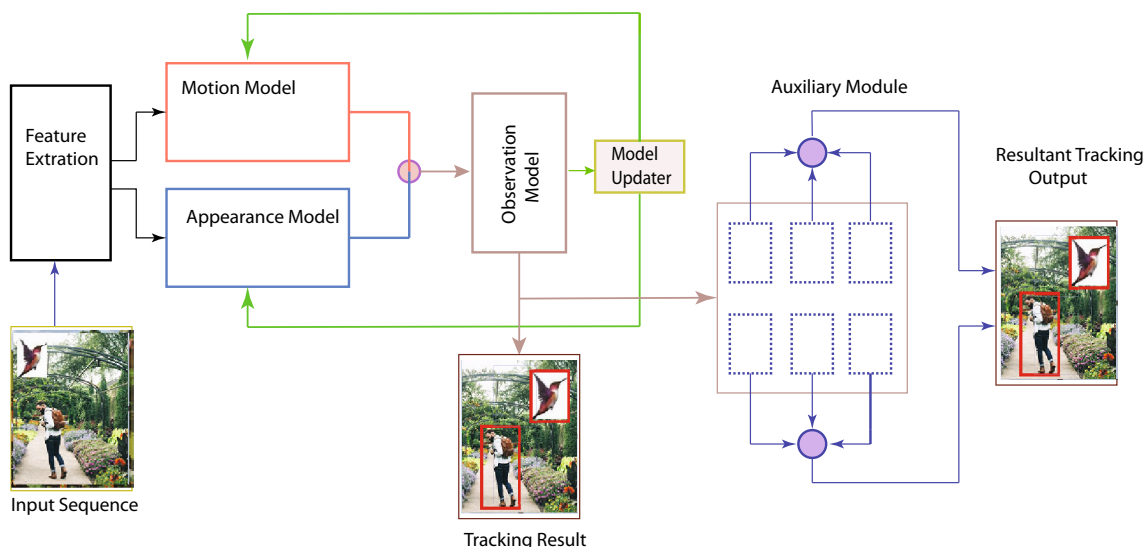 Motion Model
Feature
Extration
Appearance Model
Observation
Model
Model
Updater
Auxiliary Module
Resultant Tracking
Output
Input Sequence
Tracking Result